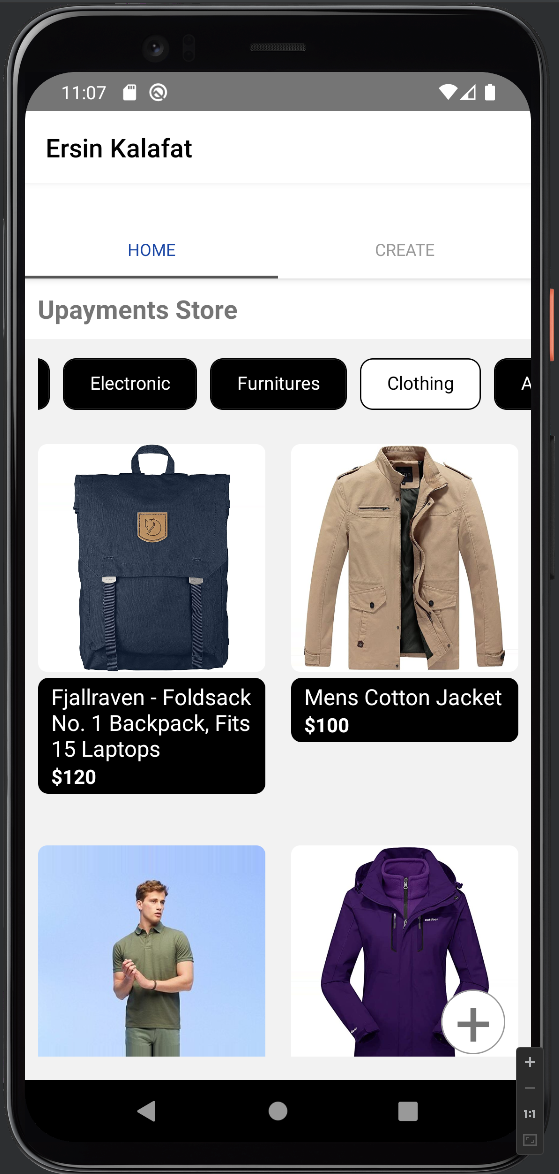 11:07
Ersin Kalafat
HOME
CREATE
Upayments Store
Electronic
Furnitures
Clothing
Fjallraven - Foldsack
No. 1 Backpack, Fits
15 Laptops
$120
Mens Cotton Jacket
$100
+
+
−
1:1